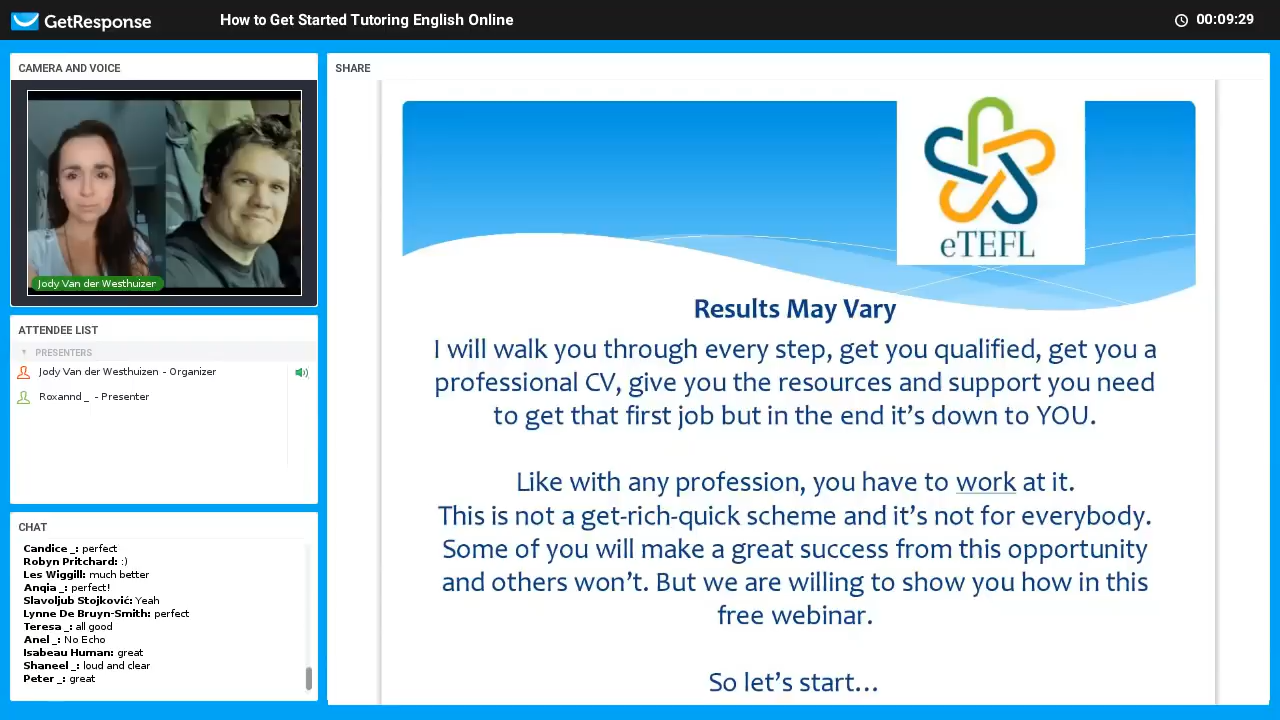 GetResponse
How to Get Started Tutoring English Online
00:09:29
CAMERA AND VOICE
Jody Van der Westhuizer
ATTENDEE LIST
PRESENTERS
Jody Van der Westhuizen - Organizer
Roxannd _ - Presenter
CHAT
Candice _: perfect
Robyn Pritchard: :)
Les Wiggill: much better
Anqia _: perfect!
Slavoljub Stojković: Yeah
Lynne De Bruyn-Smith: perfect
Teresa _: all good
Anel _: No Echo
Isabeau Human: great
Shaneel _: loud and clear
Peter _: great
SHARE
eTEFL
Results May Vary
I will walk you through every step, get you qualified, get you a
professional CV, give you the resources and support you need
to get that first job but in the end it's down to YOU.
Like with any profession, you have to work at it.
This is not a get-rich-quick scheme and it's not for everybody.
Some of you will make a great success from this opportunity
and others won't. But we are willing to show you how in this
free webinar.
So let's start...